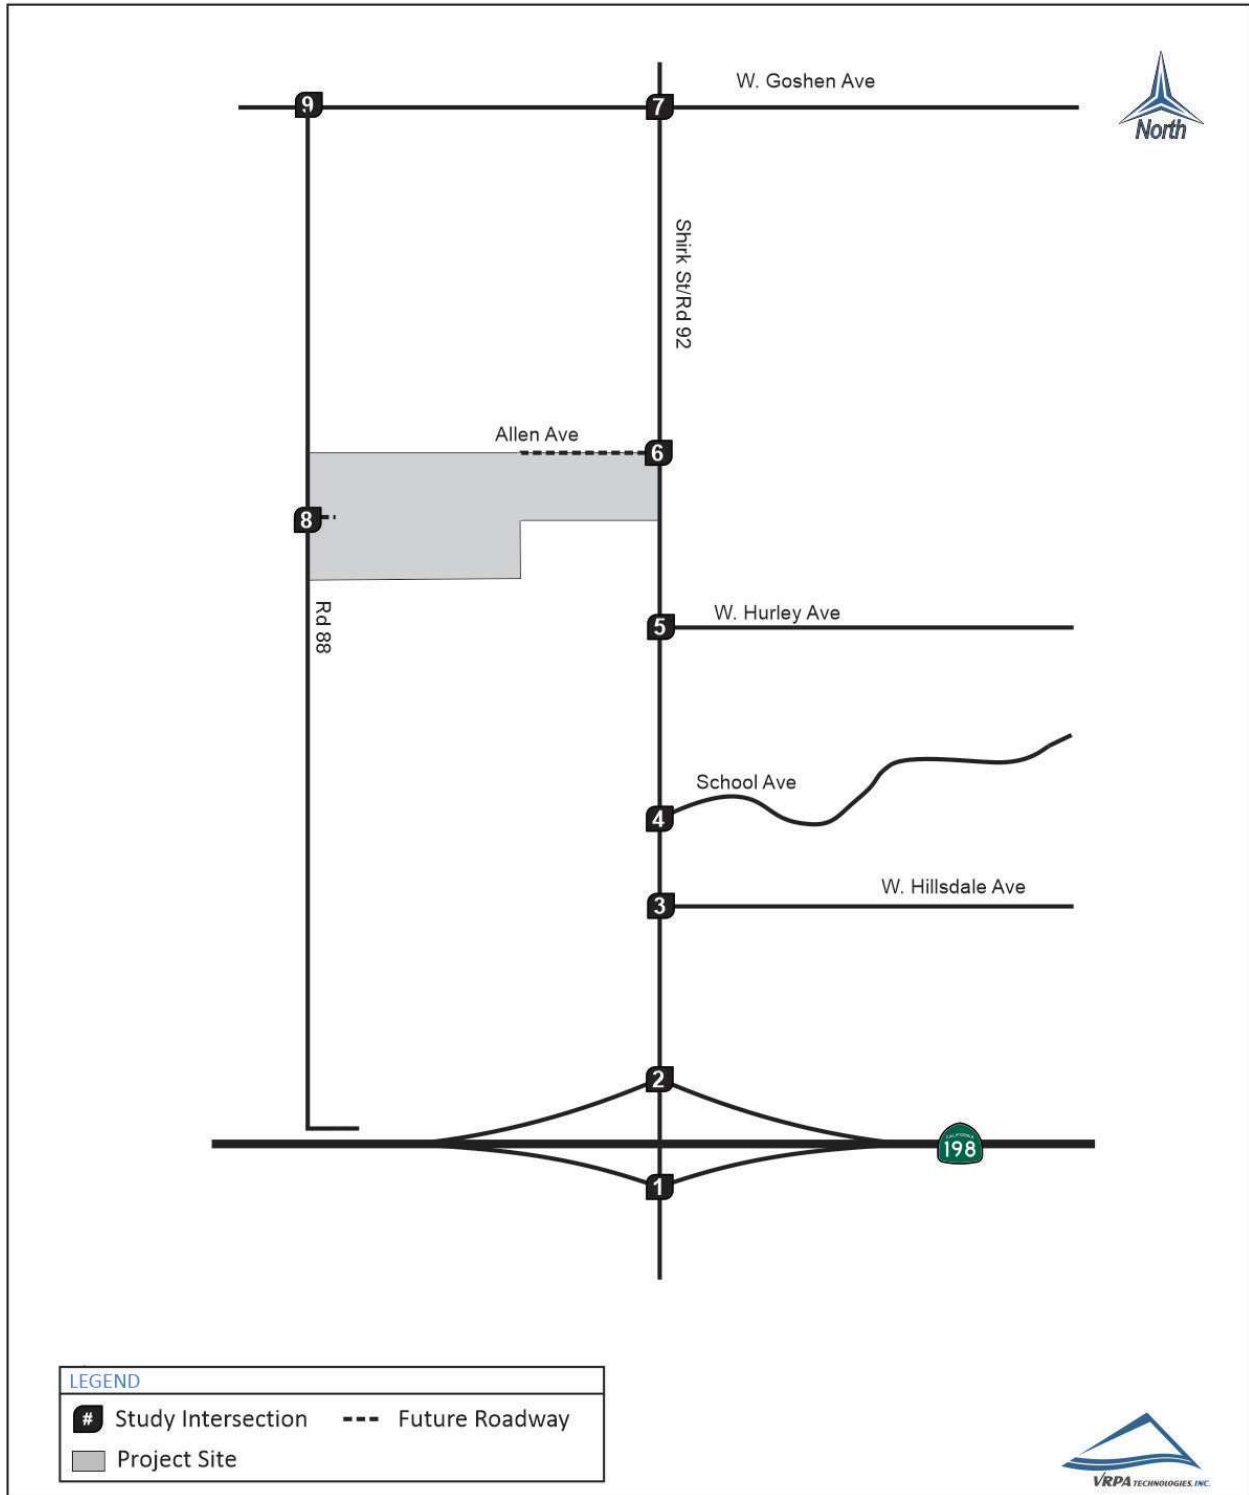 W. Goshen Ave
North
9
7
Shirk St/Rd 92
Allen Ave
6
8
Rd 88
W. Hurley Ave
5
School Ave
4
W. Hillsdale Ave
3
2
CALIFORNIA
198
1
LEGEND
# Study Intersection --- Future Roadway
Project Site
VRPA TECHNOLOGIES, INC.